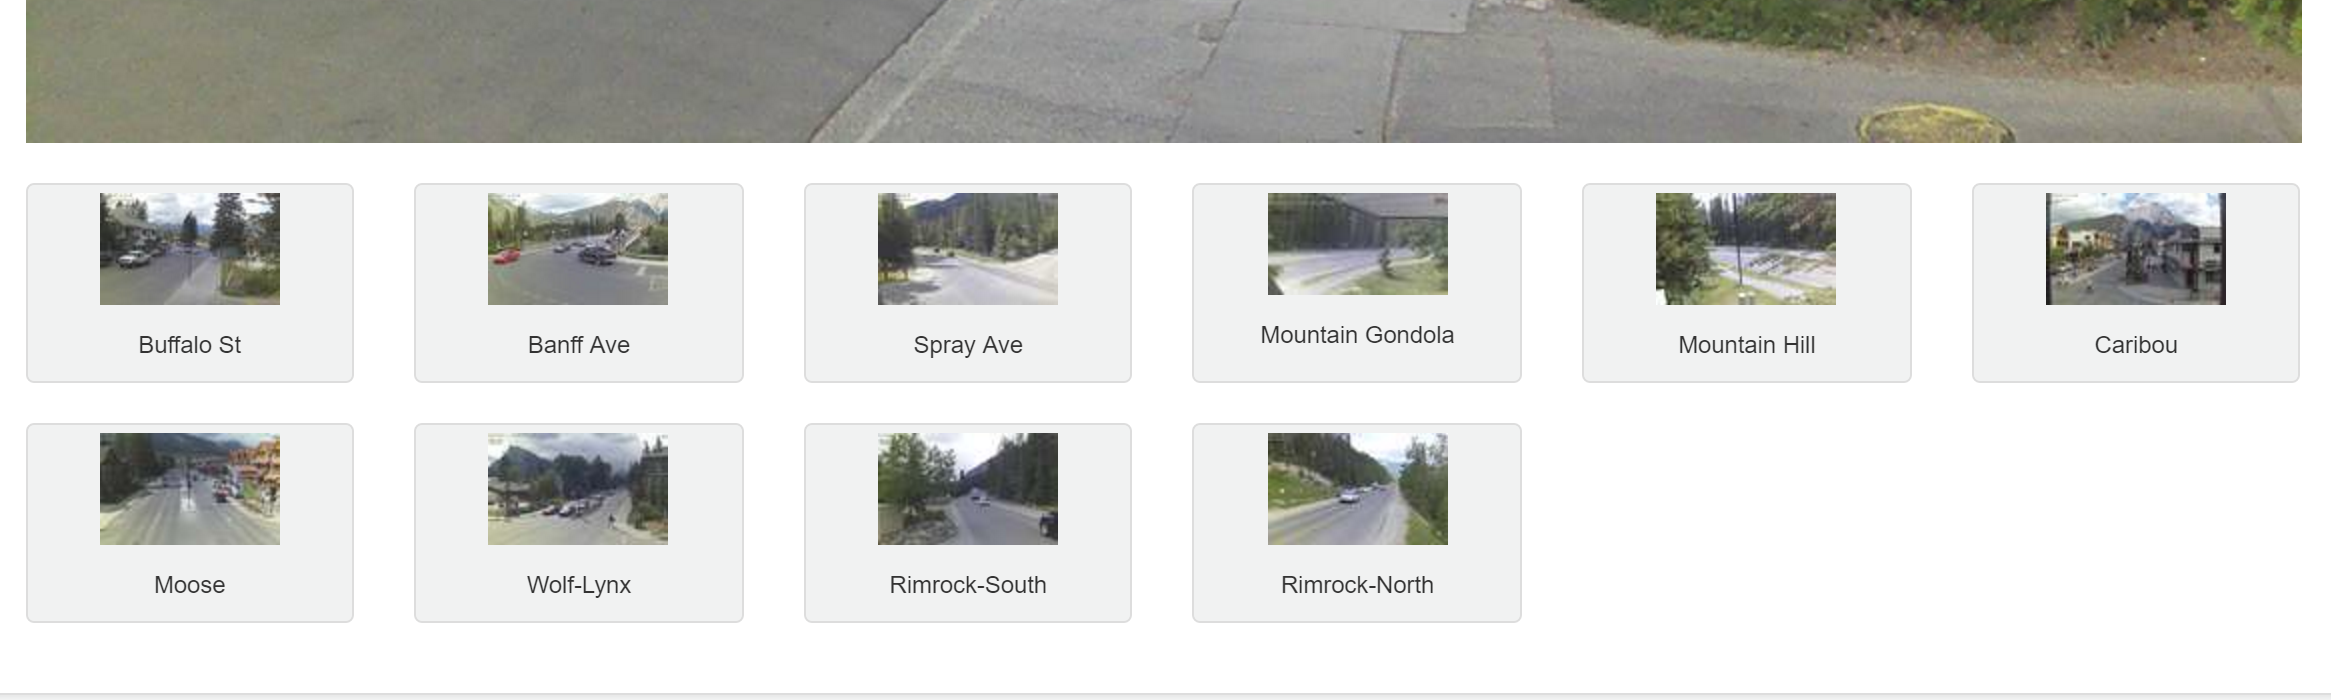 Buffalo St
Banff Ave
Spray Ave
Mountain Gondola
Mountain Hill
Caribou
Moose
Wolf-Lynx
Rimrock-South
Rimrock-North